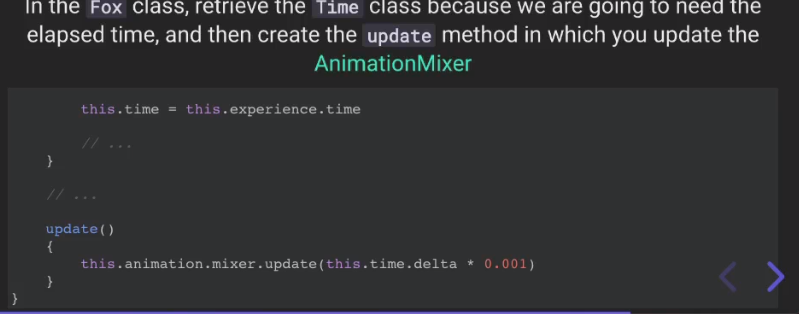 In the Fox class, retrieve the Time class because we are going to need the
elapsed time, and then create the update method in which you update the
AnimationMixer
this.time = this.experience.time
// ...
}
// ...
update()
{
this.animation.mixer.update(this.time.delta * 0.001)
}
}